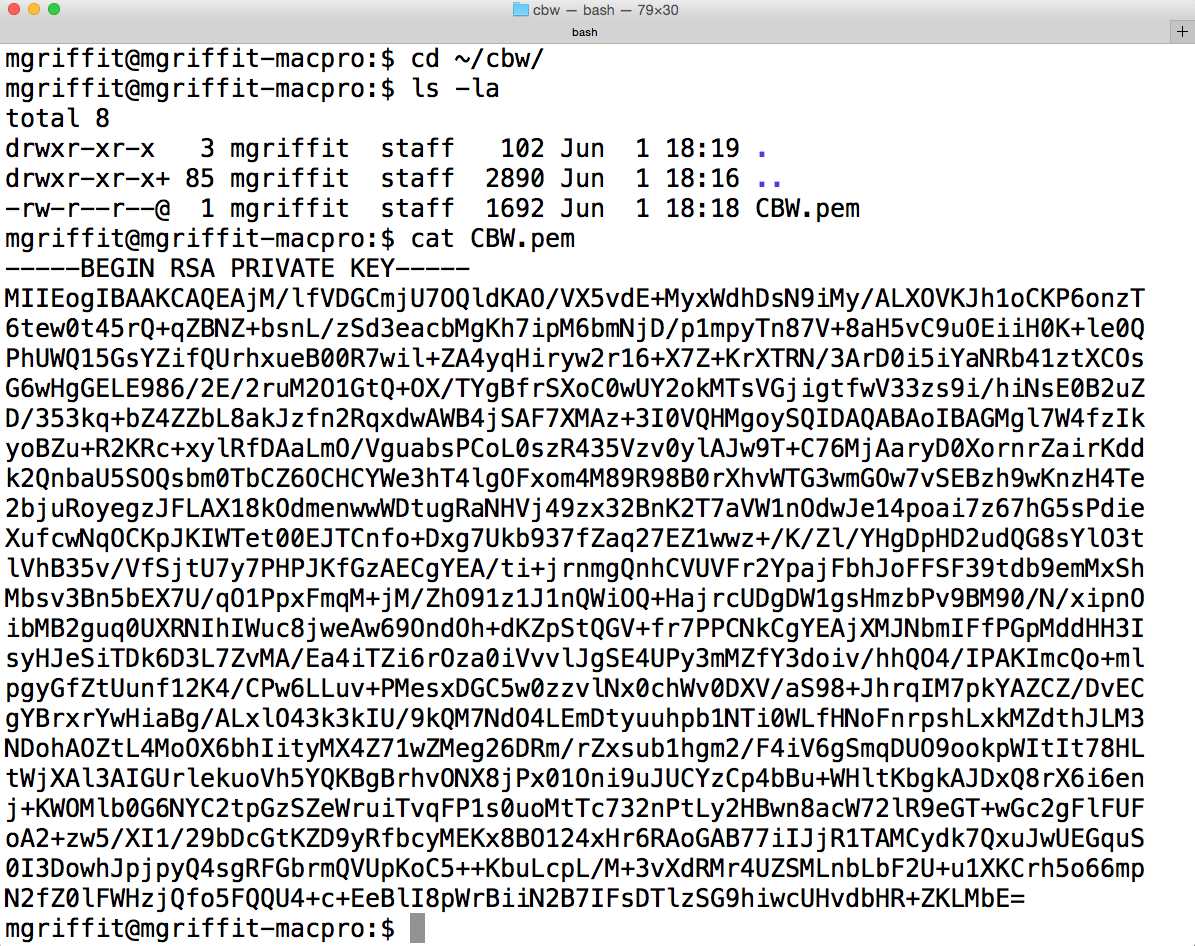 cbw — bash — 79×30
bash
+
mgriffit@mgriffit-macpro:$ cd ~/cbw/
mgriffit@mgriffit-macpro:$ ls -la
total 8
drwxr-xr-x   3 mgriffit  staff   102 Jun  1 18:19 .
drwxr-xr-x+ 85 mgriffit  staff  2890 Jun  1 18:16 ..
-rw-r--r--@  1 mgriffit  staff  1692 Jun  1 18:18 CBW.pem
mgriffit@mgriffit-macpro:$ cat CBW.pem
-----BEGIN RSA PRIVATE KEY-----
MIIEogIBAAKCAQEAjM/lfVDGCmjU7OQldKAO/VX5vdE+MyxWdhDsN9iMy/ALXOVKJh1oCKP6onzT
6tew0t45rQ+qZBNZ+bsnL/zSd3eacbMgKh7ipM6bmNjD/p1mpyTn87V+8aH5vC9uOEiiH0K+le0Q
PhUWQ15GsYZifQUrhxueB00R7wil+ZA4yqHiryw2r16+X7Z+KrXTRN/3ArD0i5iYaNRb41ztXCOs
G6wHgGELE986/2E/2ruM2O1GtQ+OX/TYgBfrSXoC0wUY2okMTsVGjigtfwV33zs9i/hiNsE0B2uZ
D/353kq+bZ4ZZbL8akJzfn2RqxdwAWB4jSAF7XMAz+3I0VQHMgoySQIDAQABAoIBAGMgl7W4fzIk
yoBZu+R2KRc+xylRfDAaLmO/VguabsPCoL0szR435Vzv0ylAJw9T+C76MjAaryD0XornrZairKdd
k2QnbaU5SOQsbm0TbCZ6OCHCYWe3hT4lgOFxom4M89R98B0rXhvWTG3wmGOw7vSEBzh9wKnzH4Te
2bjuRoyegzJFLAX18kOdmenwwWDtugRaNHVj49zx32BnK2T7aVW1nOdwJe14poai7z67hG5sPdie
XufcwNqOCKpJKIWTet00EJTCnfo+Dxg7Ukb937fZaq27EZ1wwz+/K/Zl/YHgDpHD2udQG8sYlO3t
lVhB35v/VfSjtU7y7PHPJKfGzAECgYEA/ti+jrnmgQnhCVUVFr2YpajFbhJoFFSF39tdb9emMxSh
Mbsv3Bn5bEX7U/qO1PpxFmqM+jM/ZhO91z1J1nQWiOQ+HajrcUDgDW1gsHmzbPv9BM90/N/xipnO
ibMB2guq0UXRNIhIWuc8jweAw69OndOh+dKZpStQGV+fr7PPCNkCgYEAjXMJNbmIFfPGpMddHH3I
syHJeSiTDk6D3L7ZvMA/Ea4iTZi6rOza0iVvvlJgSE4UPy3mMZfY3doiv/hhQO4/IPAKImcQo+ml
pgyGfZtUunf12K4/CPw6LLuv+PMesxDGC5w0zzvlNx0chWv0DXV/aS98+JhrqIM7pkYAZCZ/DvEC
gYBrxrYwHiaBg/ALxlO43k3kIU/9kQM7NdO4LEmDtyuuhpb1NTi0WLfHNoFnrpshLxkMZdthJLM3
NDohAOZtL4MoOX6bhIityMX4Z71wZMeg26DRm/rZxsub1hgm2/F4iV6gSmqDUO9ookpWItIt78HL
tWjXAl3AIGUrlekuoVh5YQKBgBrhvONX8jPx01Oni9uJUCYzCp4bBu+WHltKbgkAJDxQ8rX6i6en
j+KWOMlb0G6NYC2tpGzSZeWruiTvqFP1s0uoMtTc732nPtLy2HBwn8acW72lR9eGT+wGc2gFlFUF
oA2+zw5/XI1/29bDcGtKZD9yRfbcyMEKx8BO124xHr6RAoGAB77iIJjR1TAMCydk7QxuJwUEGquS
0I3DowhJpjpyQ4sgRFGbrmQVUpKoC5++KbuLcpL/M+3vXdRMr4UZSMLnbLbF2U+u1XKCrh5o66mp
N2fZ0lFWHzjQfo5FQQU4+c+EeBlI8pWrBiiN2B7IFsDTlzSG9hiwcUHvdbHR+ZKLMbE=
mgriffit@mgriffit-macpro:$